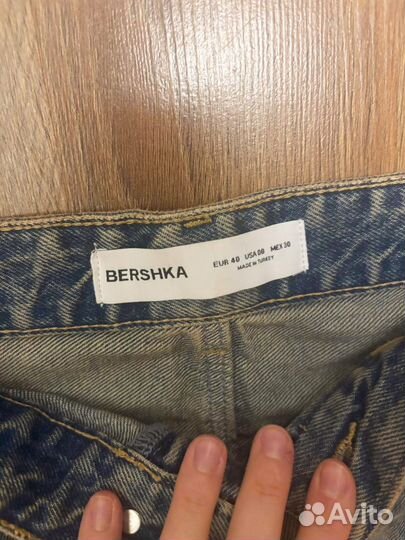 BERSHKA
EUR 40 USA 08 MEX 30
MADE IN TURKEY
Avito